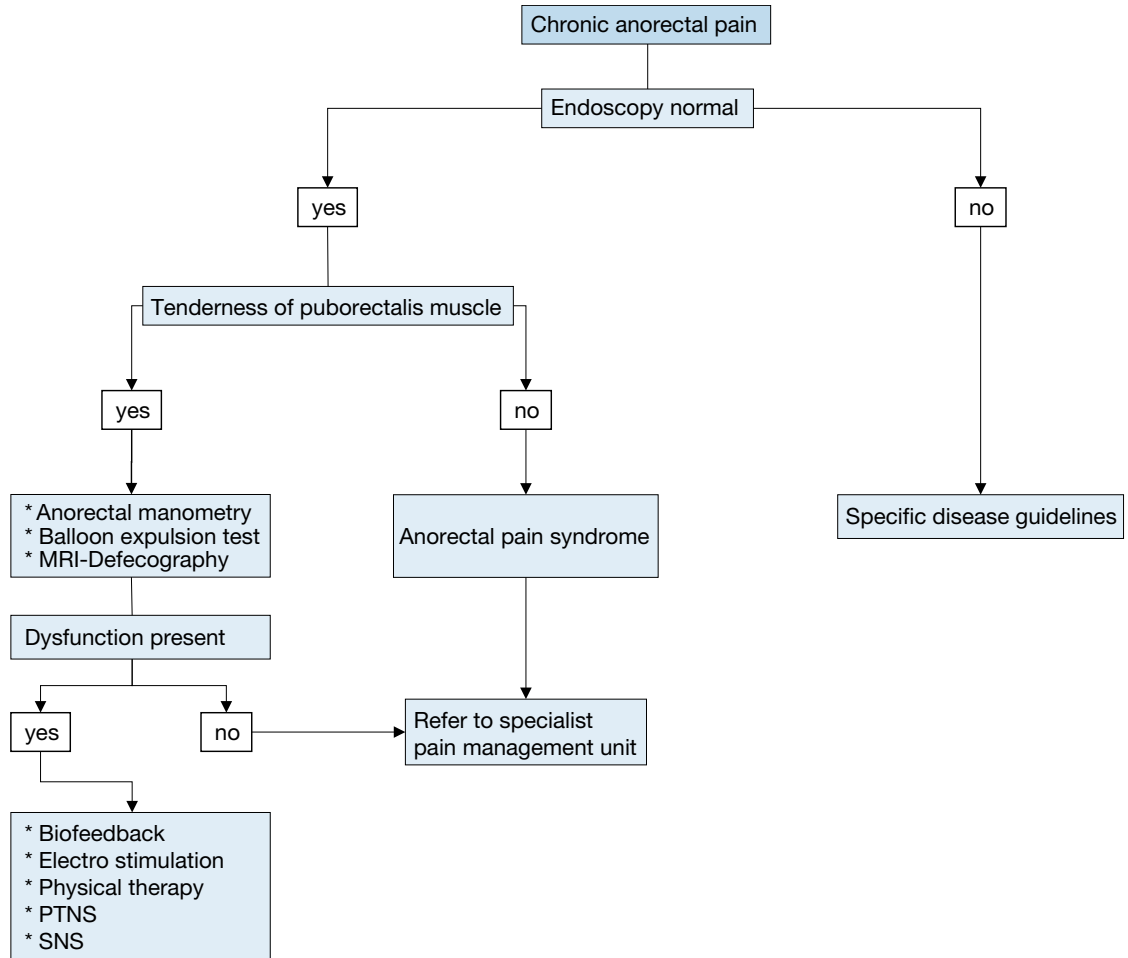 Chronic anorectal pain
Endoscopy normal
yes
no
Tenderness of puborectalis muscle
yes
no
* Anorectal manometry
* Balloon expulsion test
* MRI-Defecography
Anorectal pain syndrome
Specific disease guidelines
Dysfunction present
yes
no
Refer to specialist
pain management unit
* Biofeedback
* Electro stimulation
* Physical therapy
* PTNS
* SNS